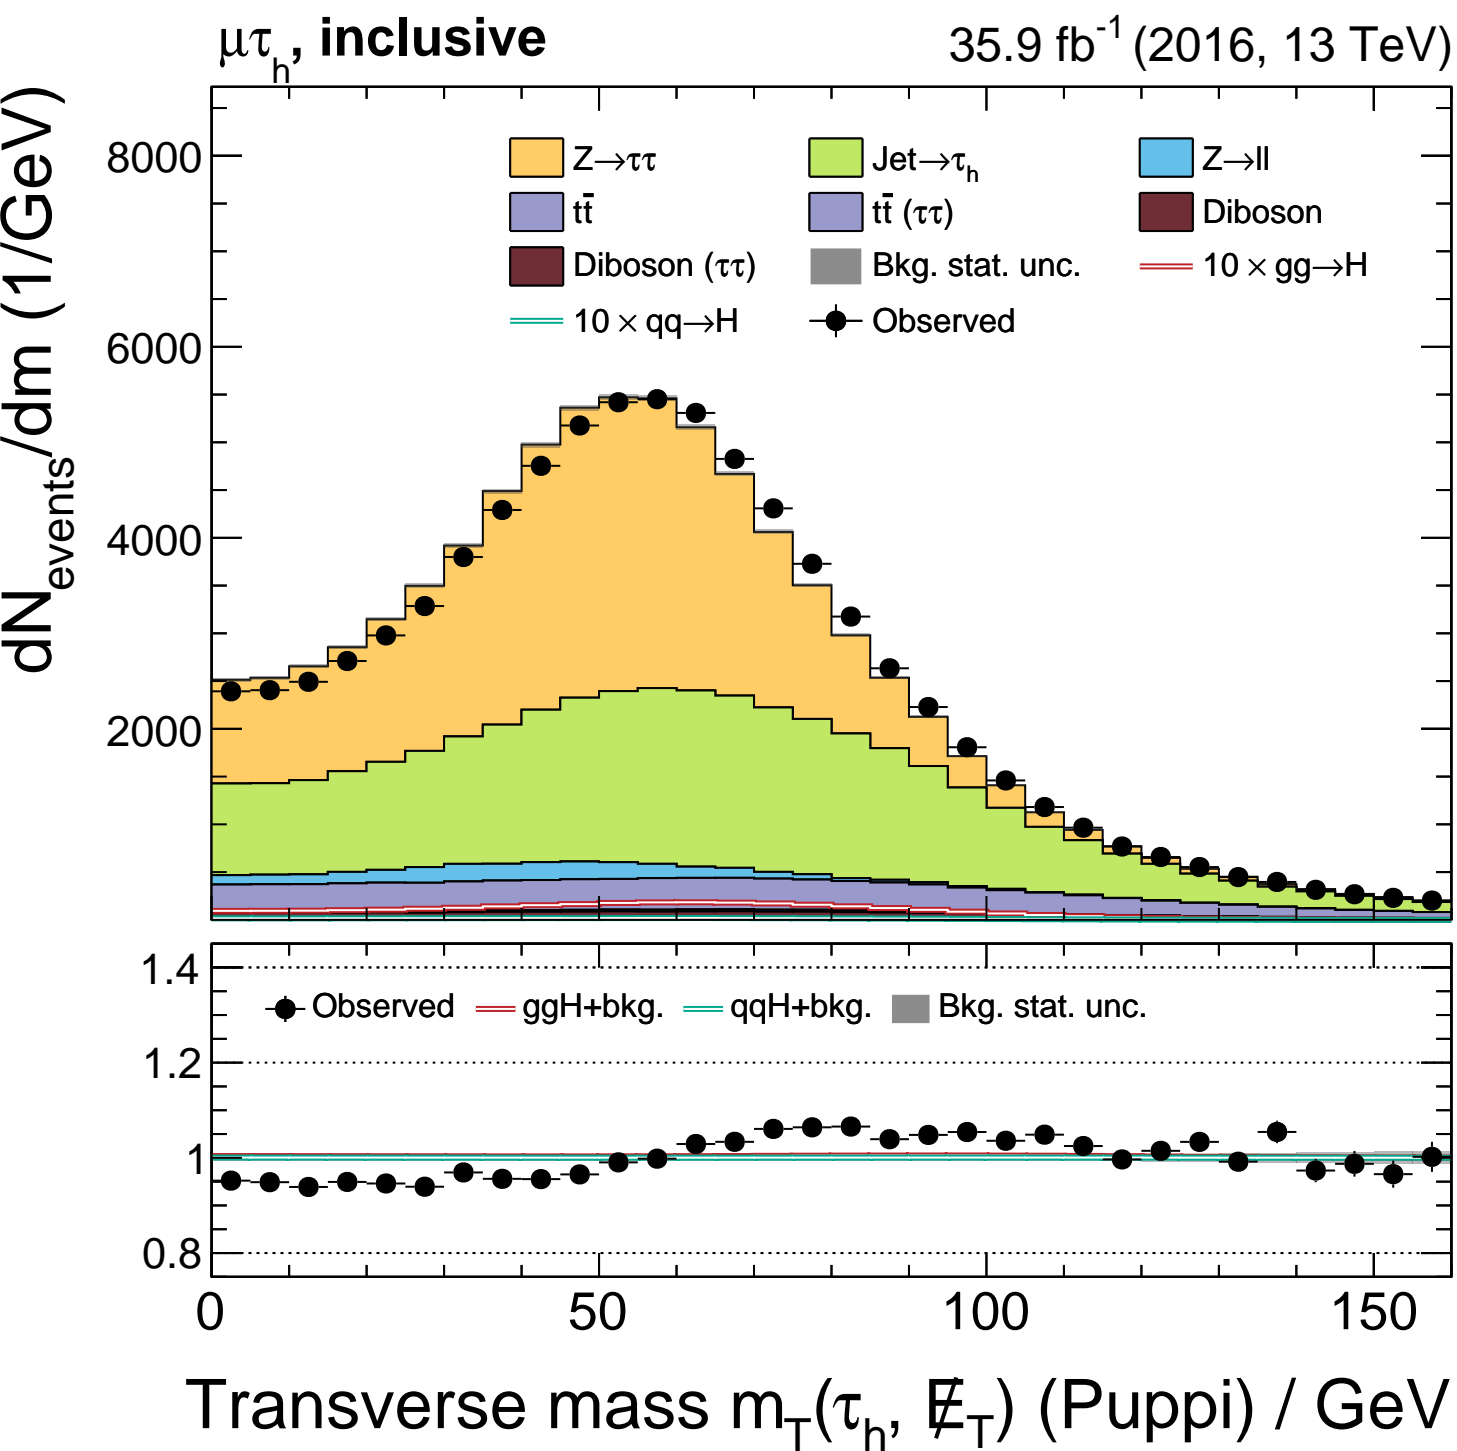 μτh, inclusive 35.9 fb-1 (2016, 13 TeV)
dNevents/dm (1/GeV)
8000
6000
4000
2000
Z→ττ Jet→τh Z→ll
tt̄ tt̄ (ττ) Diboson
Diboson (ττ) Bkg. stat. unc. 10 × gg→H
10 × qq→H Observed
1.4
1.2
1
0.8
Observed ggH+bkg. qqH+bkg. Bkg. stat. unc.
0 50 100 150
Transverse mass mT(τh, E̸T) (Puppi) / GeV